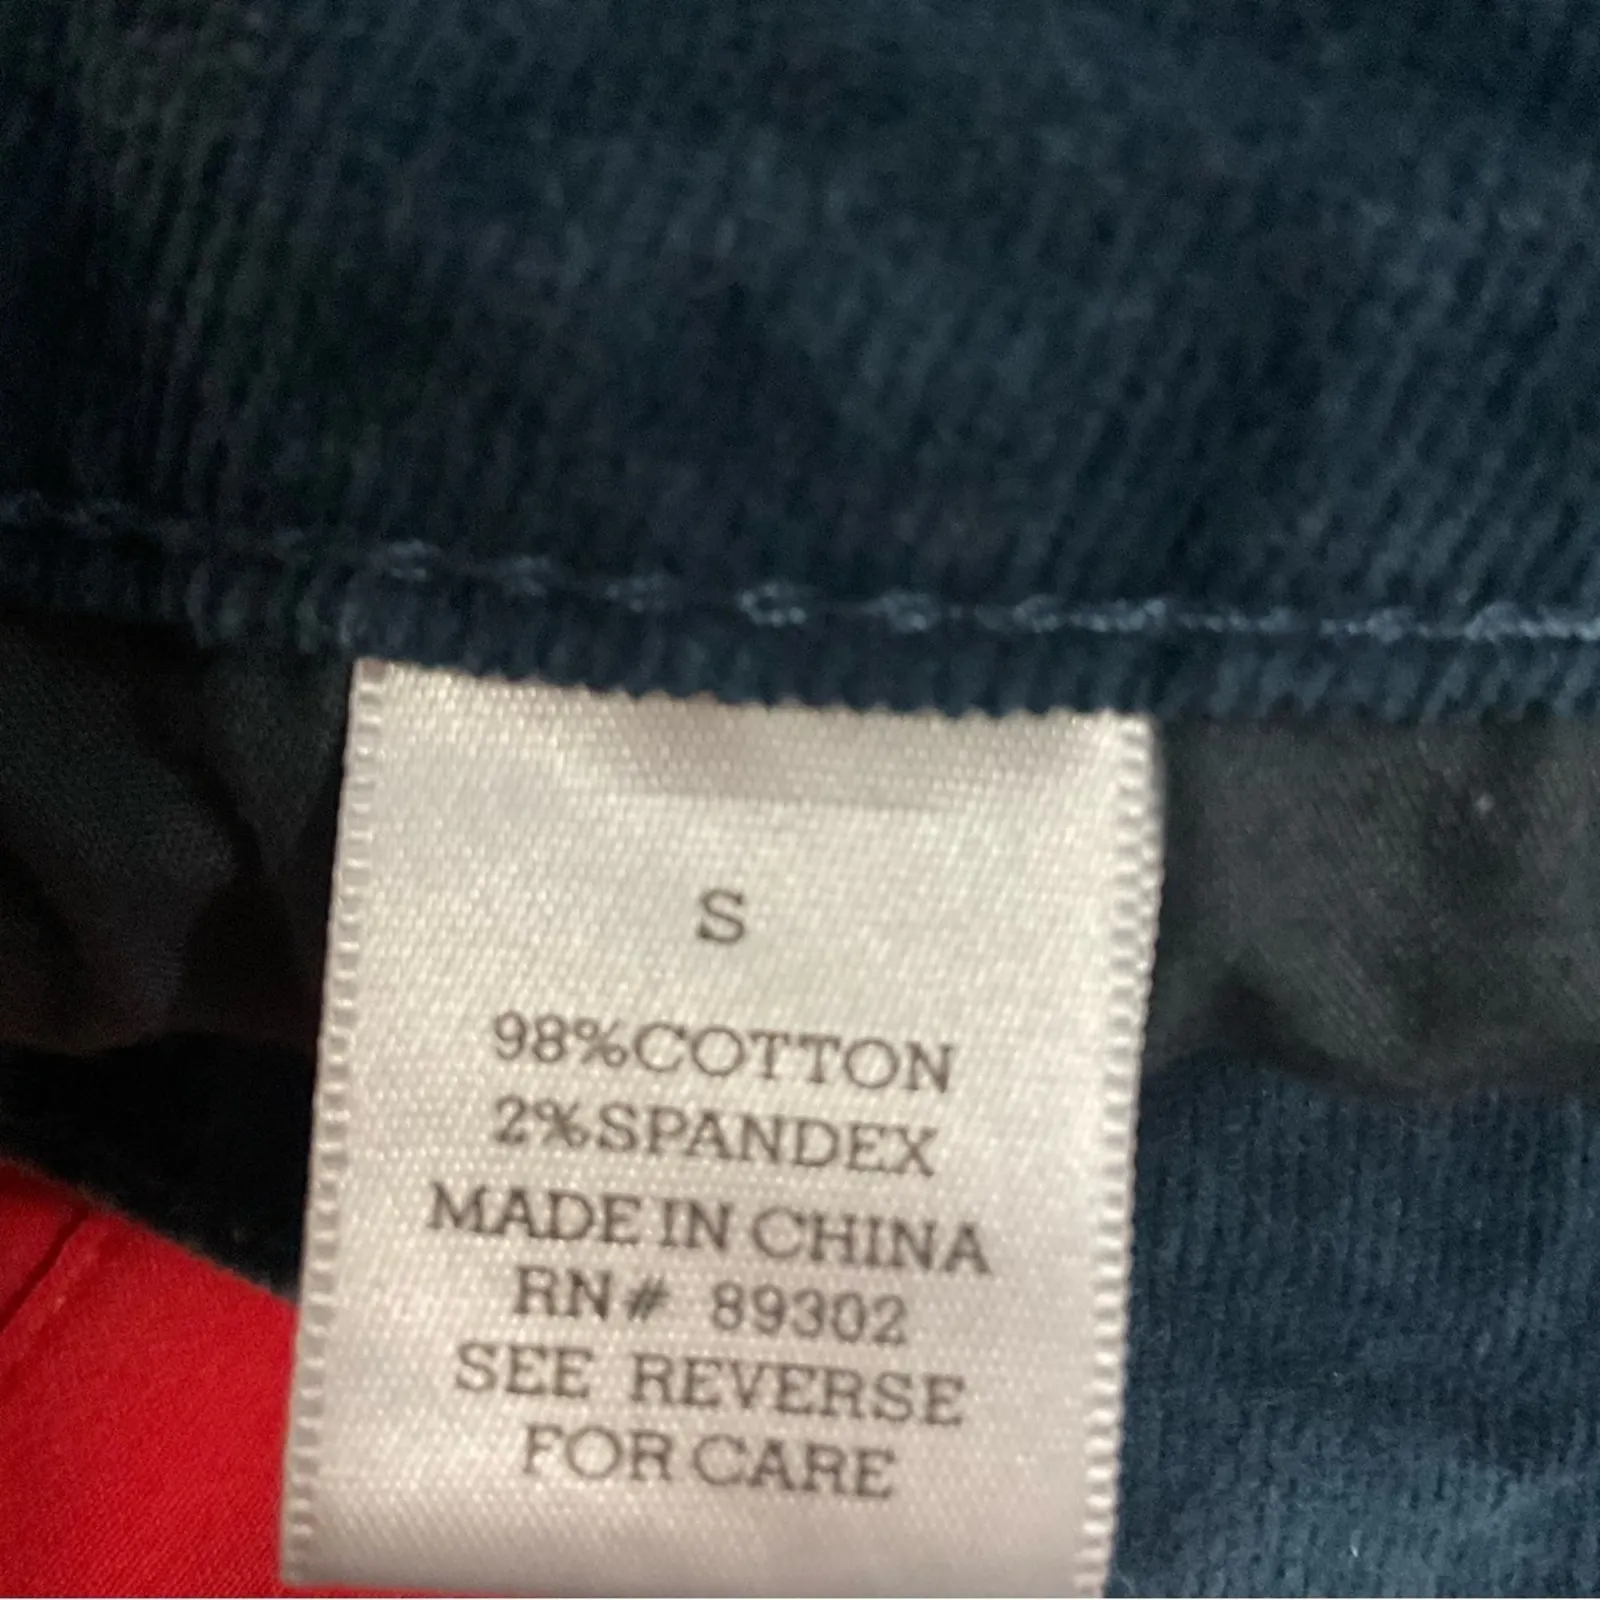 S
98%COTTON
2%SPANDEX
MADE IN CHINA
RN# 89302
SEE REVERSE
FOR CARE